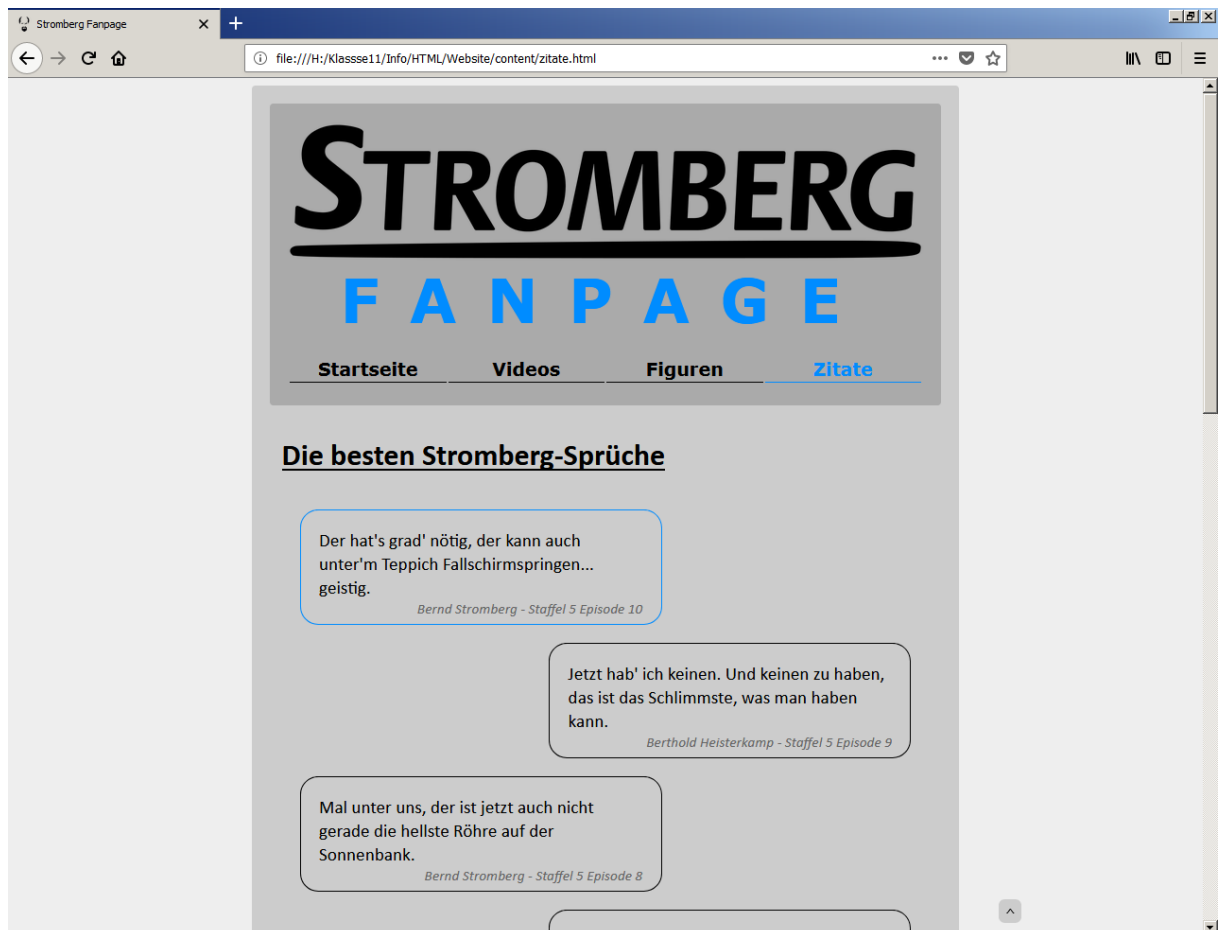 Stromberg Fanpage
file:///H:/Klassse11/Info/HTML/Website/content/zitate.html
STROMBERG
FANPAGE
Startseite Videos Figuren Zitate
Die besten Stromberg-Sprüche
Der hat's grad' nötig, der kann auch
unter'm Teppich Fallschirmspringen...
geistig.
Bernd Stromberg - Staffel 5 Episode 10
Jetzt hab' ich keinen. Und keinen zu haben,
das ist das Schlimmste, was man haben
kann.
Berthold Heisterkamp - Staffel 5 Episode 9
Mal unter uns, der ist jetzt auch nicht
gerade die hellste Röhre auf der
Sonnenbank.
Bernd Stromberg - Staffel 5 Episode 8